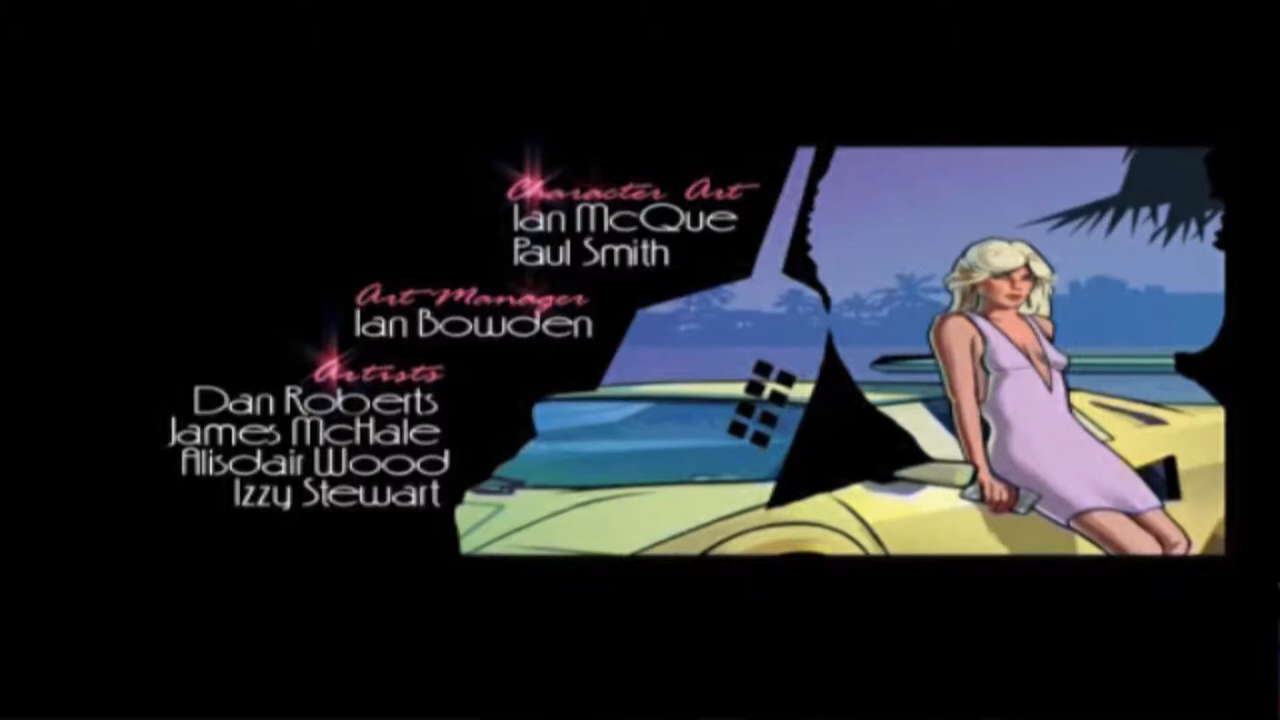 Character Art
Ian McQue
Paul Smith
Art Manager
Ian Bowden
Artists
Dan Roberts
James McHale
Alisdair Wood
Izzy Stewart